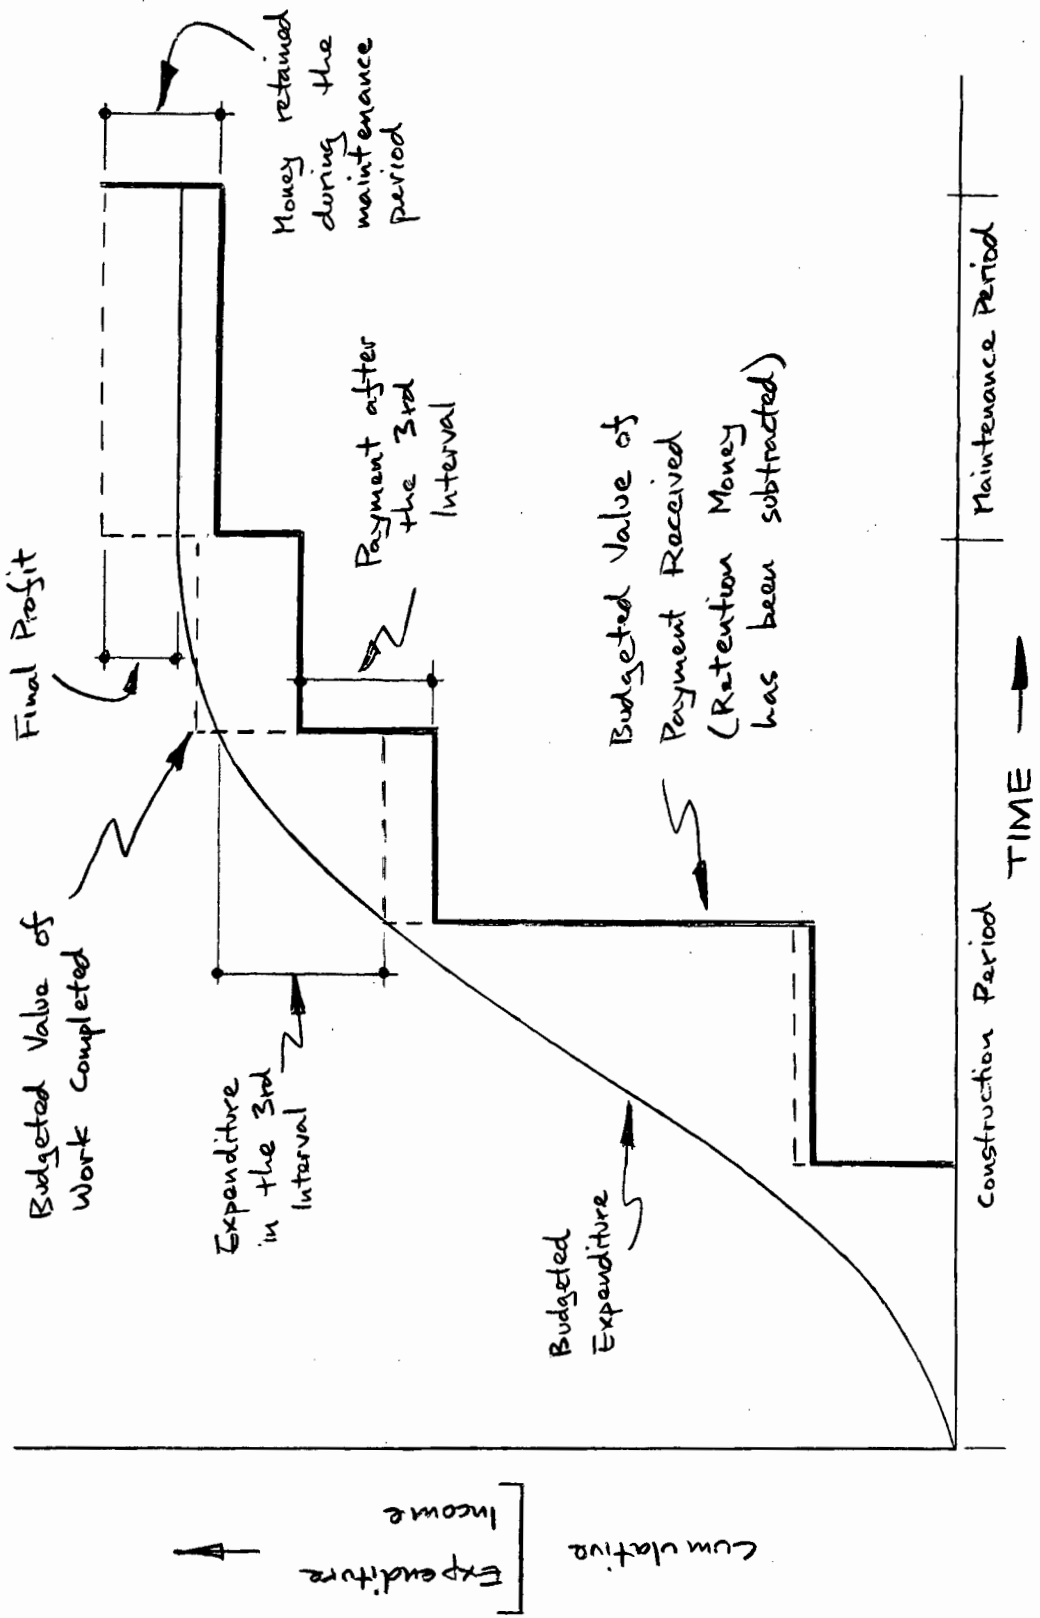 Final Profit
Money retained
during the
maintenance
period
Budgeted Value of
Work Completed
Payment after
the 3rd
Interval
Expenditure
in the 3rd
Interval
Budgeted Value of
Payment Received
(Retention Money
has been subtracted)
Budgeted
Expenditure
Cumulative
Expenditure
Income
Construction Period
Maintenance Period
TIME